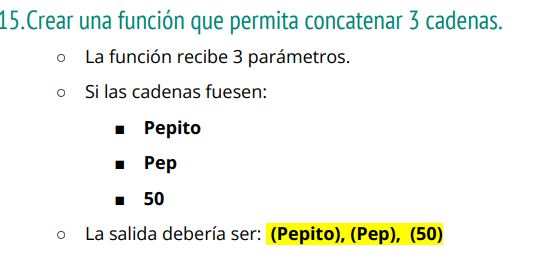 15.Crear una función que permita concatenar 3 cadenas.
○ La función recibe 3 parámetros.
○ Si las cadenas fuesen:
■ Pepito
■ Pep
■ 50
○ La salida debería ser: (Pepito), (Pep), (50)